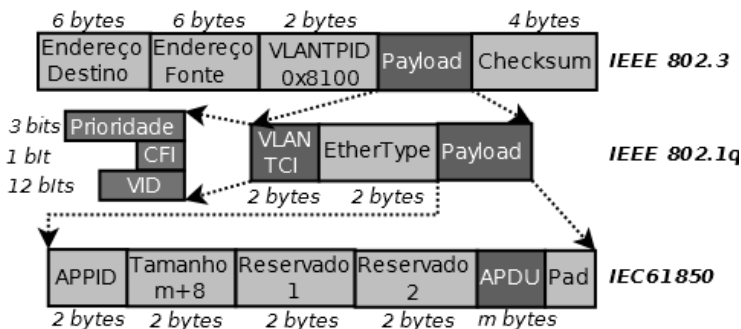 6 bytes 6 bytes 2 bytes 4 bytes
Endereço Endereço VLANTPID Payload Checksum IEEE 802.3
Destino Fonte 0x8100
3 bits Prioridade VLAN EtherType Payload IEEE 802.1q
1 bIt CFI TCI
12 bIts VID 2 bytes 2 bytes
APPID Tamanho Reservado Reservado APDU Pad IEC61850
m+8 1 2
2 bytes 2 bytes 2 bytes 2 bytes m bytes